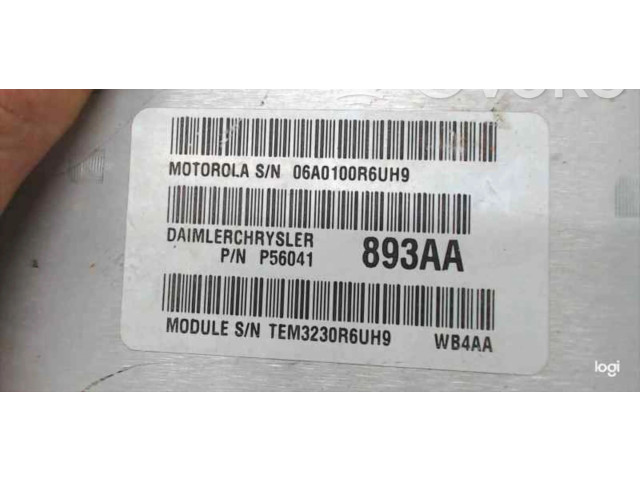 MOTOROLA S/N 06A0100R6UH9
DAIMLERCHRYSLER
P/N P56041 893AA
MODULE S/N TEM3230R6UH9 WB4AA
logi